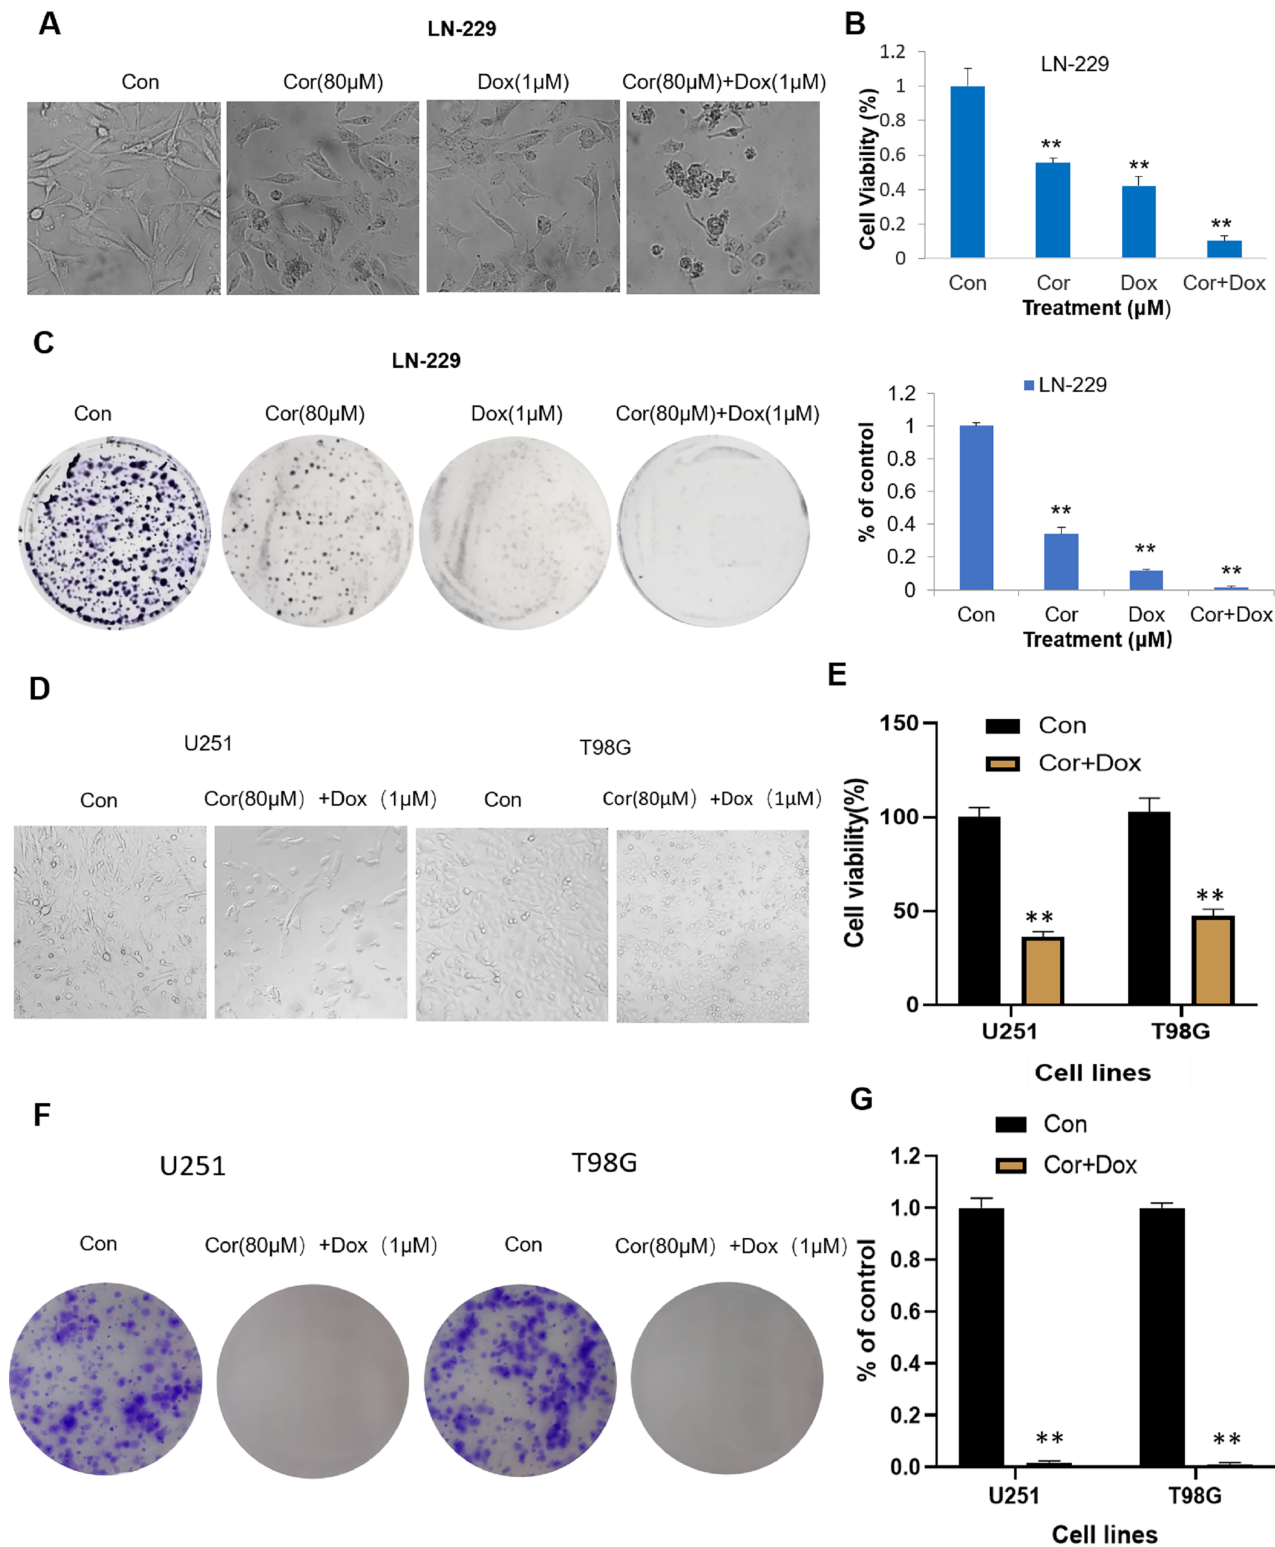 A
LN-229
Con
Cor(80μM)
Dox(1μM)
Cor(80μM)+Dox(1μM)
B
LN-229
Cell Viability (%)
1.2
1
0.8
0.6
0.4
0.2
0
**
**
**
Con
Cor
Dox
Cor+Dox
Treatment (μM)
C
LN-229
Con
Cor(80μM)
Dox(1μM)
Cor(80μM)+Dox(1μM)
LN-229
% of control
1.2
1
0.8
0.6
0.4
0.2
0
**
**
**
Con
Cor
Dox
Cor+Dox
Treatment (μM)
D
U251
T98G
Con
Cor(80μM）+Dox（1μM)
Con
Cor(80μM）+Dox（1μM)
E
Con
Cor+Dox
Cell viability(%)
150
100
50
0
**
**
U251
T98G
Cell lines
F
U251
T98G
Con
Cor(80μM）+Dox（1μM)
Con
Cor(80μM）+Dox（1μM)
G
Con
Cor+Dox
% of control
1.2
1.0
0.8
0.6
0.4
0.2
0.0
**
**
U251
T98G
Cell lines